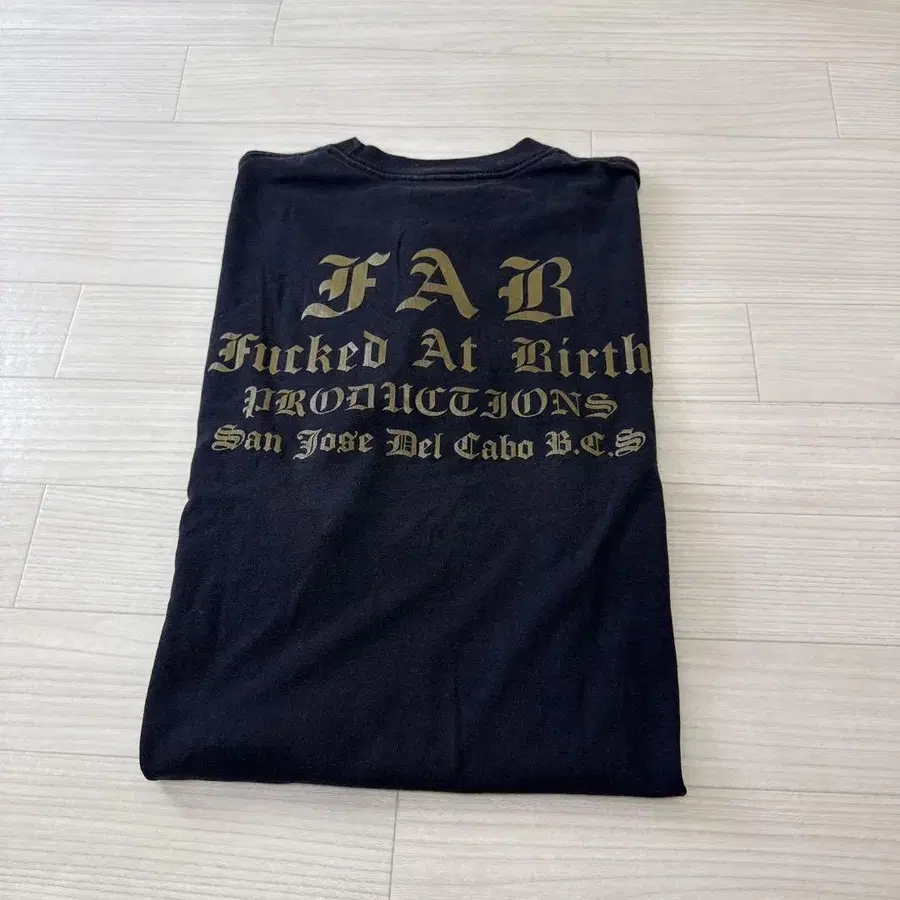 FAB
Fucked At Birth
PRODUCTIONS
San Jose Del Cabo B.C.S